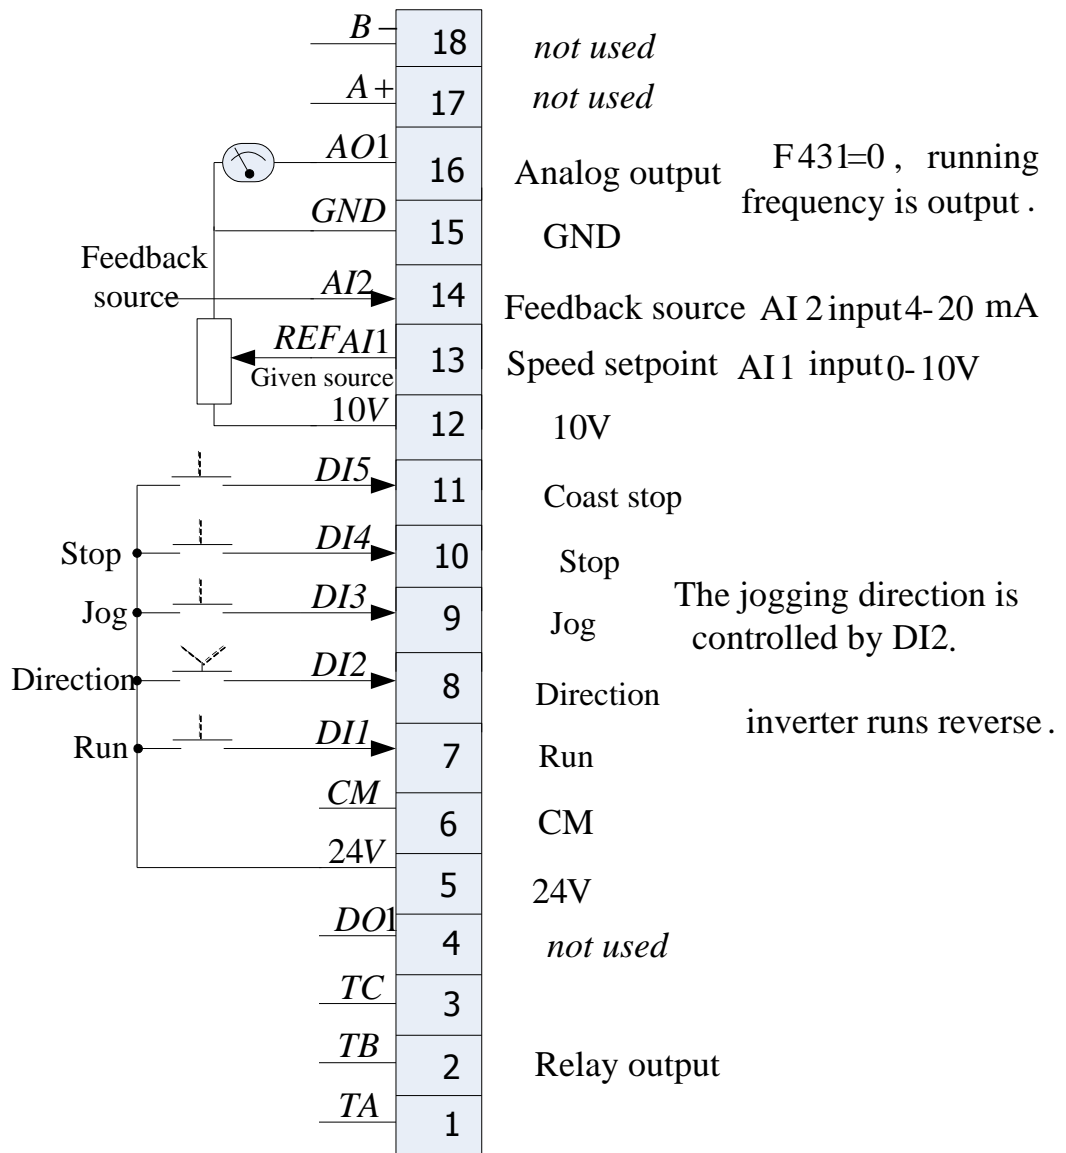 B − 18 not used
A + 17 not used
AO1 16 Analog output F431=0 , running
frequency is output .
GND 15 GND
Feedback
source AI2 14 Feedback source AI 2 input 4-20 mA
REF AI1 13 Speed setpoint AI1 input 0-10V
Given source
10V 12 10V
DI5 11 Coast stop
Stop DI4 10 Stop
Jog DI3 9 Jog The jogging direction is
controlled by DI2.
Direction DI2 8 Direction
inverter runs reverse .
Run DI1 7 Run
CM 6 CM
24V 5 24V
DO1 4 not used
TC 3
TB 2 Relay output
TA 1